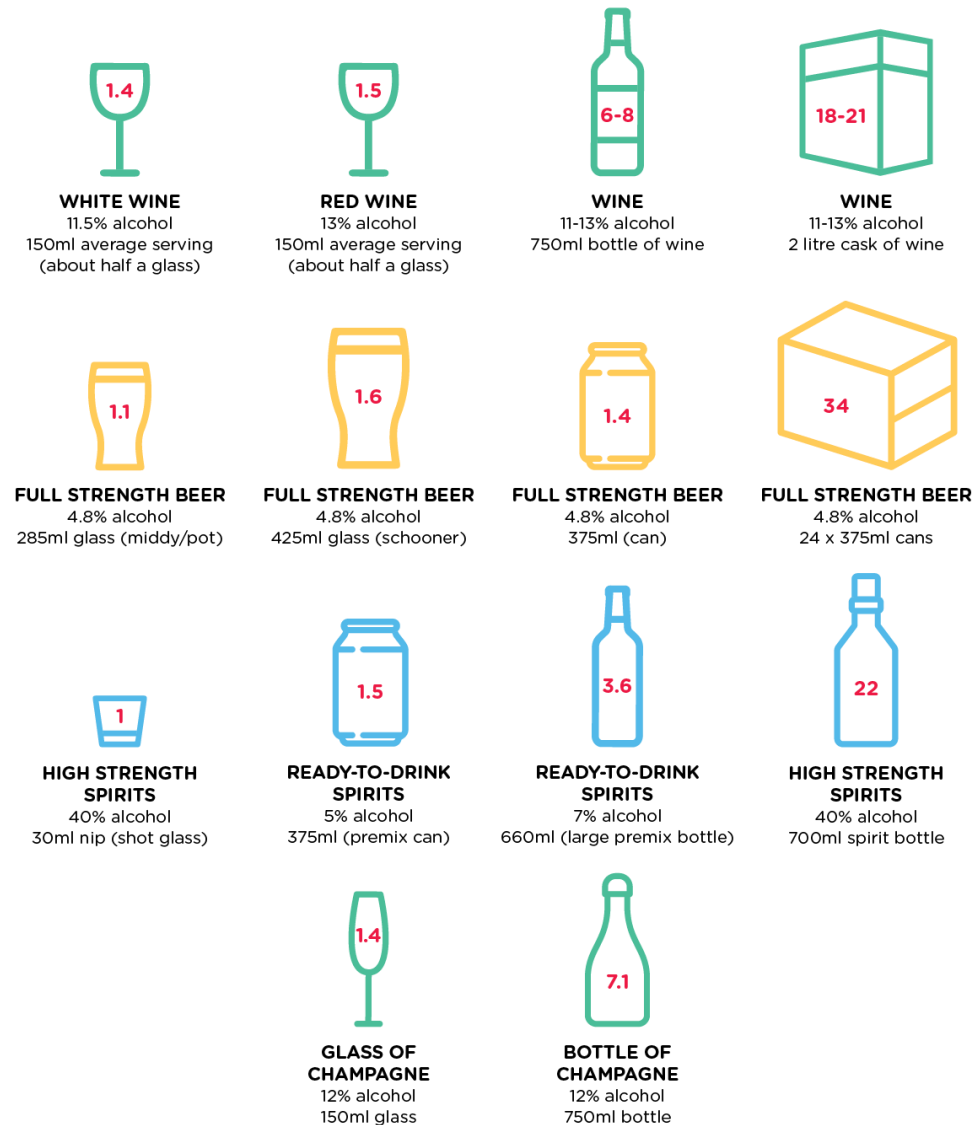 1.4
WHITE WINE
11.5% alcohol
150ml average serving
(about half a glass)
1.5
RED WINE
13% alcohol
150ml average serving
(about half a glass)
6-8
WINE
11-13% alcohol
750ml bottle of wine
18-21
WINE
11-13% alcohol
2 litre cask of wine
1.1
FULL STRENGTH BEER
4.8% alcohol
285ml glass (middy/pot)
1.6
FULL STRENGTH BEER
4.8% alcohol
425ml glass (schooner)
1.4
FULL STRENGTH BEER
4.8% alcohol
375ml (can)
34
FULL STRENGTH BEER
4.8% alcohol
24 x 375ml cans
1
HIGH STRENGTH
SPIRITS
40% alcohol
30ml nip (shot glass)
1.5
READY-TO-DRINK
SPIRITS
5% alcohol
375ml (premix can)
3.6
READY-TO-DRINK
SPIRITS
7% alcohol
660ml (large premix bottle)
22
HIGH STRENGTH
SPIRITS
40% alcohol
700ml spirit bottle
1.4
GLASS OF
CHAMPAGNE
12% alcohol
150ml glass
7.1
BOTTLE OF
CHAMPAGNE
12% alcohol
750ml bottle